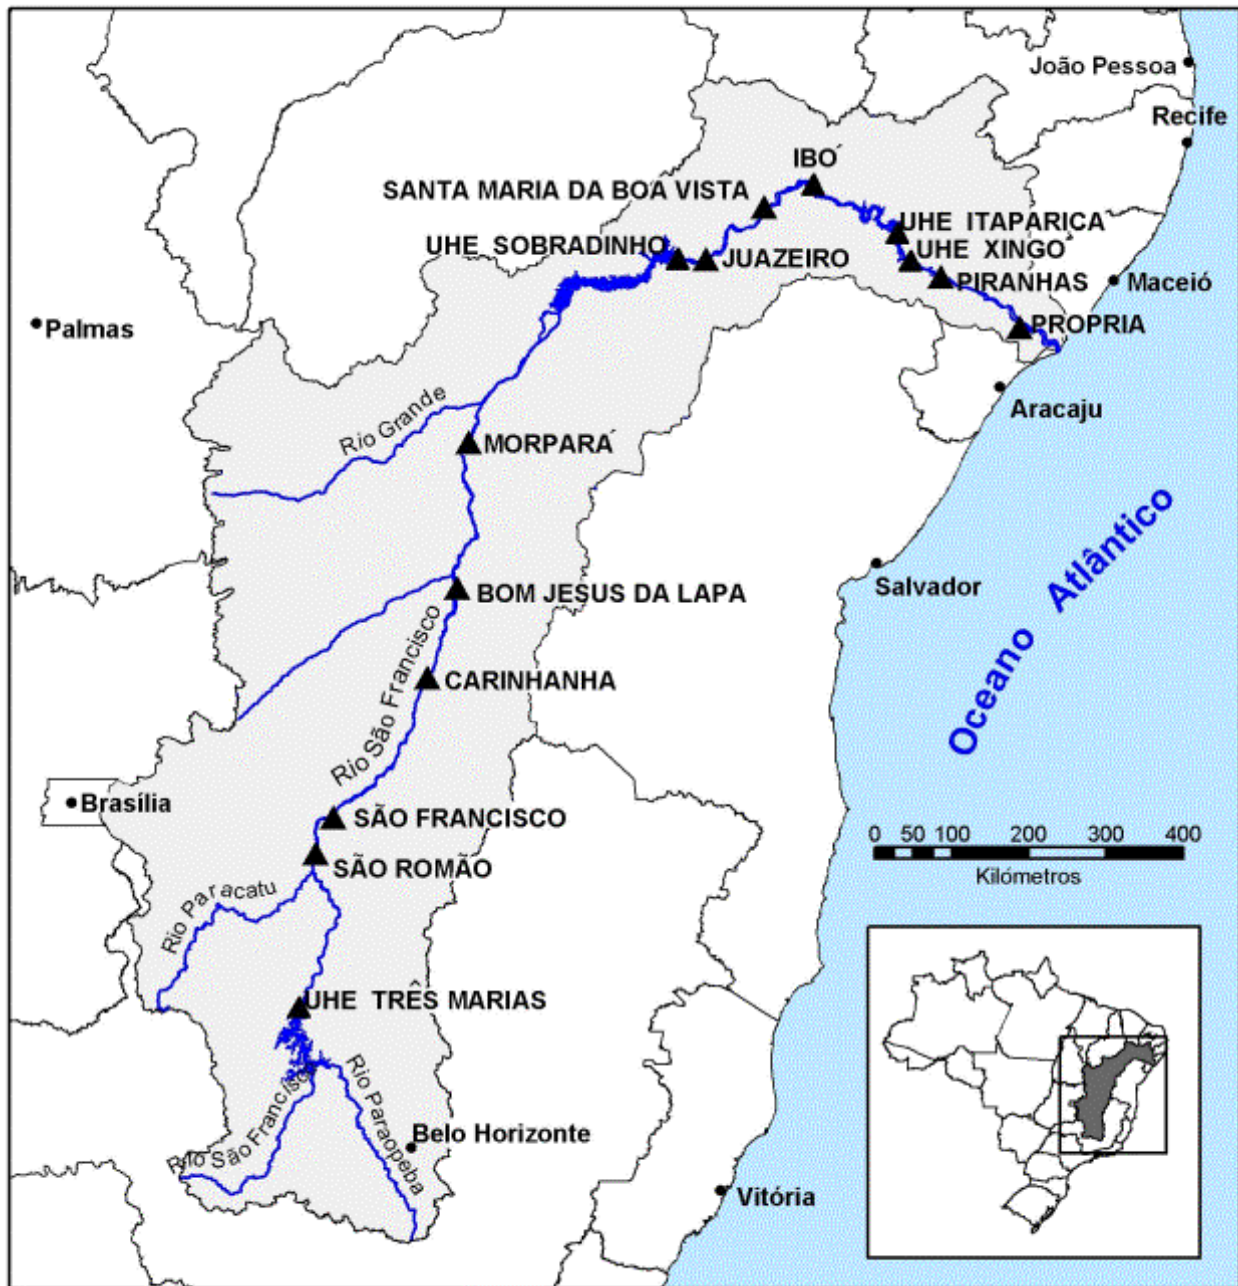 João Pessoa
Recife
IBO´
SANTA MARIA DA BOA VISTA
UHE ITAPARICA´
UHE SOBRADINHO
UHE XINGO´
JUAZEIRO
PIRANHAS
Maceió
Palmas
PROPRIA
Rio Grande
Aracaju
MORPARA´
Oceano Atlântico
Salvador
BOM JESUS DA LAPA
Rio São Francisco
CARINHANHA
Brasília
SÃO FRANCISCO
0 50 100 200 300 400
Kilómetros
SÃO ROMÃO
Rio Paracatu
UHE TRÊS MARIAS
Rio São Francisco
Rio Paraopeba
Belo Horizonte
Vitória